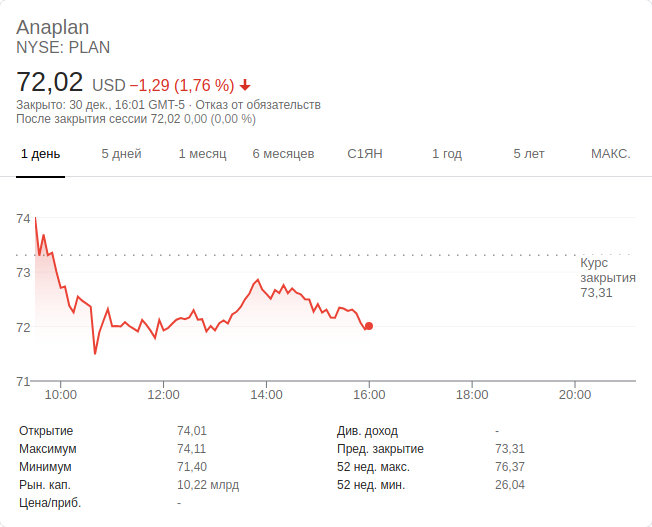 Anaplan
NYSE: PLAN
72,02 USD −1,29 (1,76 %)
Закрыто: 30 дек., 16:01 GMT-5 · Отказ от обязательств
После закрытия сессии 72,02 0,00 (0,00 %)
1 день 5 дней 1 месяц 6 месяцев С1ЯН 1 год 5 лет МАКС.
74
Курс
закрытия
73,31
73
72
71
10:00 12:00 14:00 16:00 18:00 20:00
Открытие 74,01 Див. доход -
Максимум 74,11 Пред. закрытие 73,31
Минимум 71,40 52 нед. макс. 76,37
Рын. кап. 10,22 млрд 52 нед. мин. 26,04
Цена/приб. -